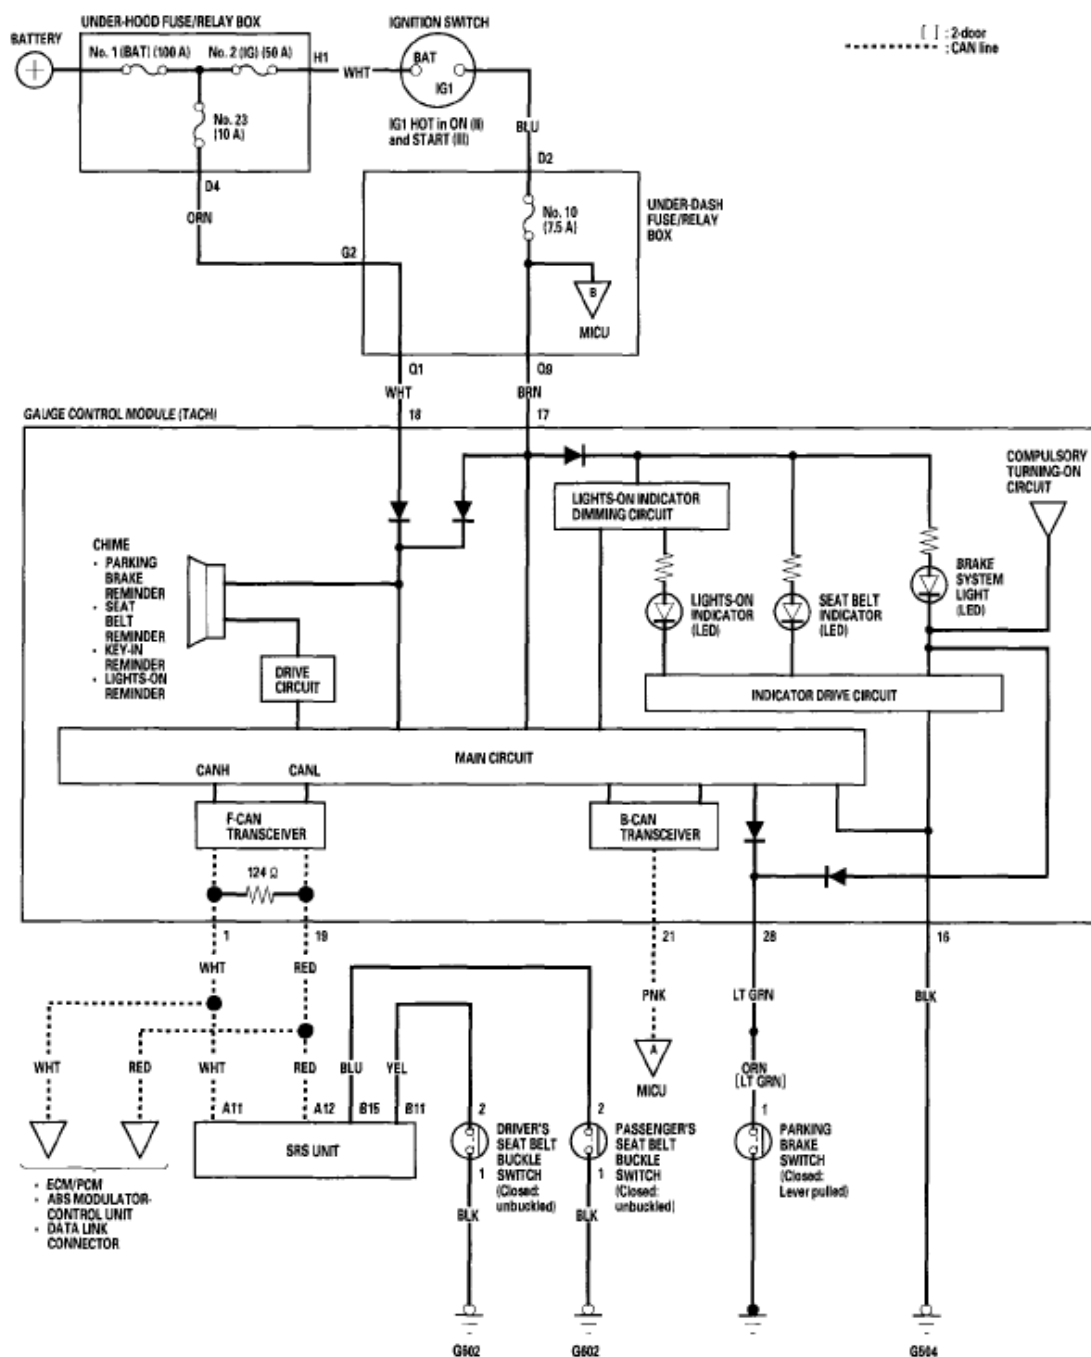 UNDER-HOOD FUSE/RELAY BOX
IGNITION SWITCH
[ ] : 2-door
: CAN line
BATTERY
No. 1 (BAT) (100 A)
No. 2 (IG) (50 A)
H1
WHT
BAT
IG1
No. 23
(10 A)
IG1 HOT in ON (II)
and START (III)
BLU
D4
D2
ORN
No. 10
(7.5 A)
UNDER-DASH
FUSE/RELAY
BOX
G2
B
MICU
Q1
Q9
WHT
BRN
GAUGE CONTROL MODULE (TACH)
18
17
COMPULSORY
TURNING-ON
CIRCUIT
LIGHTS-ON INDICATOR
DIMMING CIRCUIT
CHIME
• PARKING
BRAKE
REMINDER
• SEAT
BELT
REMINDER
• KEY-IN
REMINDER
• LIGHTS-ON
REMINDER
BRAKE
SYSTEM
LIGHT
(LED)
LIGHTS-ON
INDICATOR
(LED)
SEAT BELT
INDICATOR
(LED)
DRIVE
CIRCUIT
INDICATOR DRIVE CIRCUIT
MAIN CIRCUIT
CANH
CANL
F-CAN
TRANSCEIVER
B-CAN
TRANSCEIVER
124 Ω
1
19
21
28
16
WHT
RED
PNK
LT GRN
BLK
WHT
RED
WHT
RED
BLU
YEL
A
MICU
ORN
[LT GRN]
A11
A12
B15
B11
SRS UNIT
2
DRIVER'S
SEAT BELT
BUCKLE
SWITCH
(Closed:
unbuckled)
1
2
PASSENGER'S
SEAT BELT
BUCKLE
SWITCH
(Closed:
unbuckled)
1
1
PARKING
BRAKE
SWITCH
(Closed:
Lever pulled)
• ECM/PCM
• ABS MODULATOR-
CONTROL UNIT
• DATA LINK
CONNECTOR
BLK
BLK
G602
G602
G504